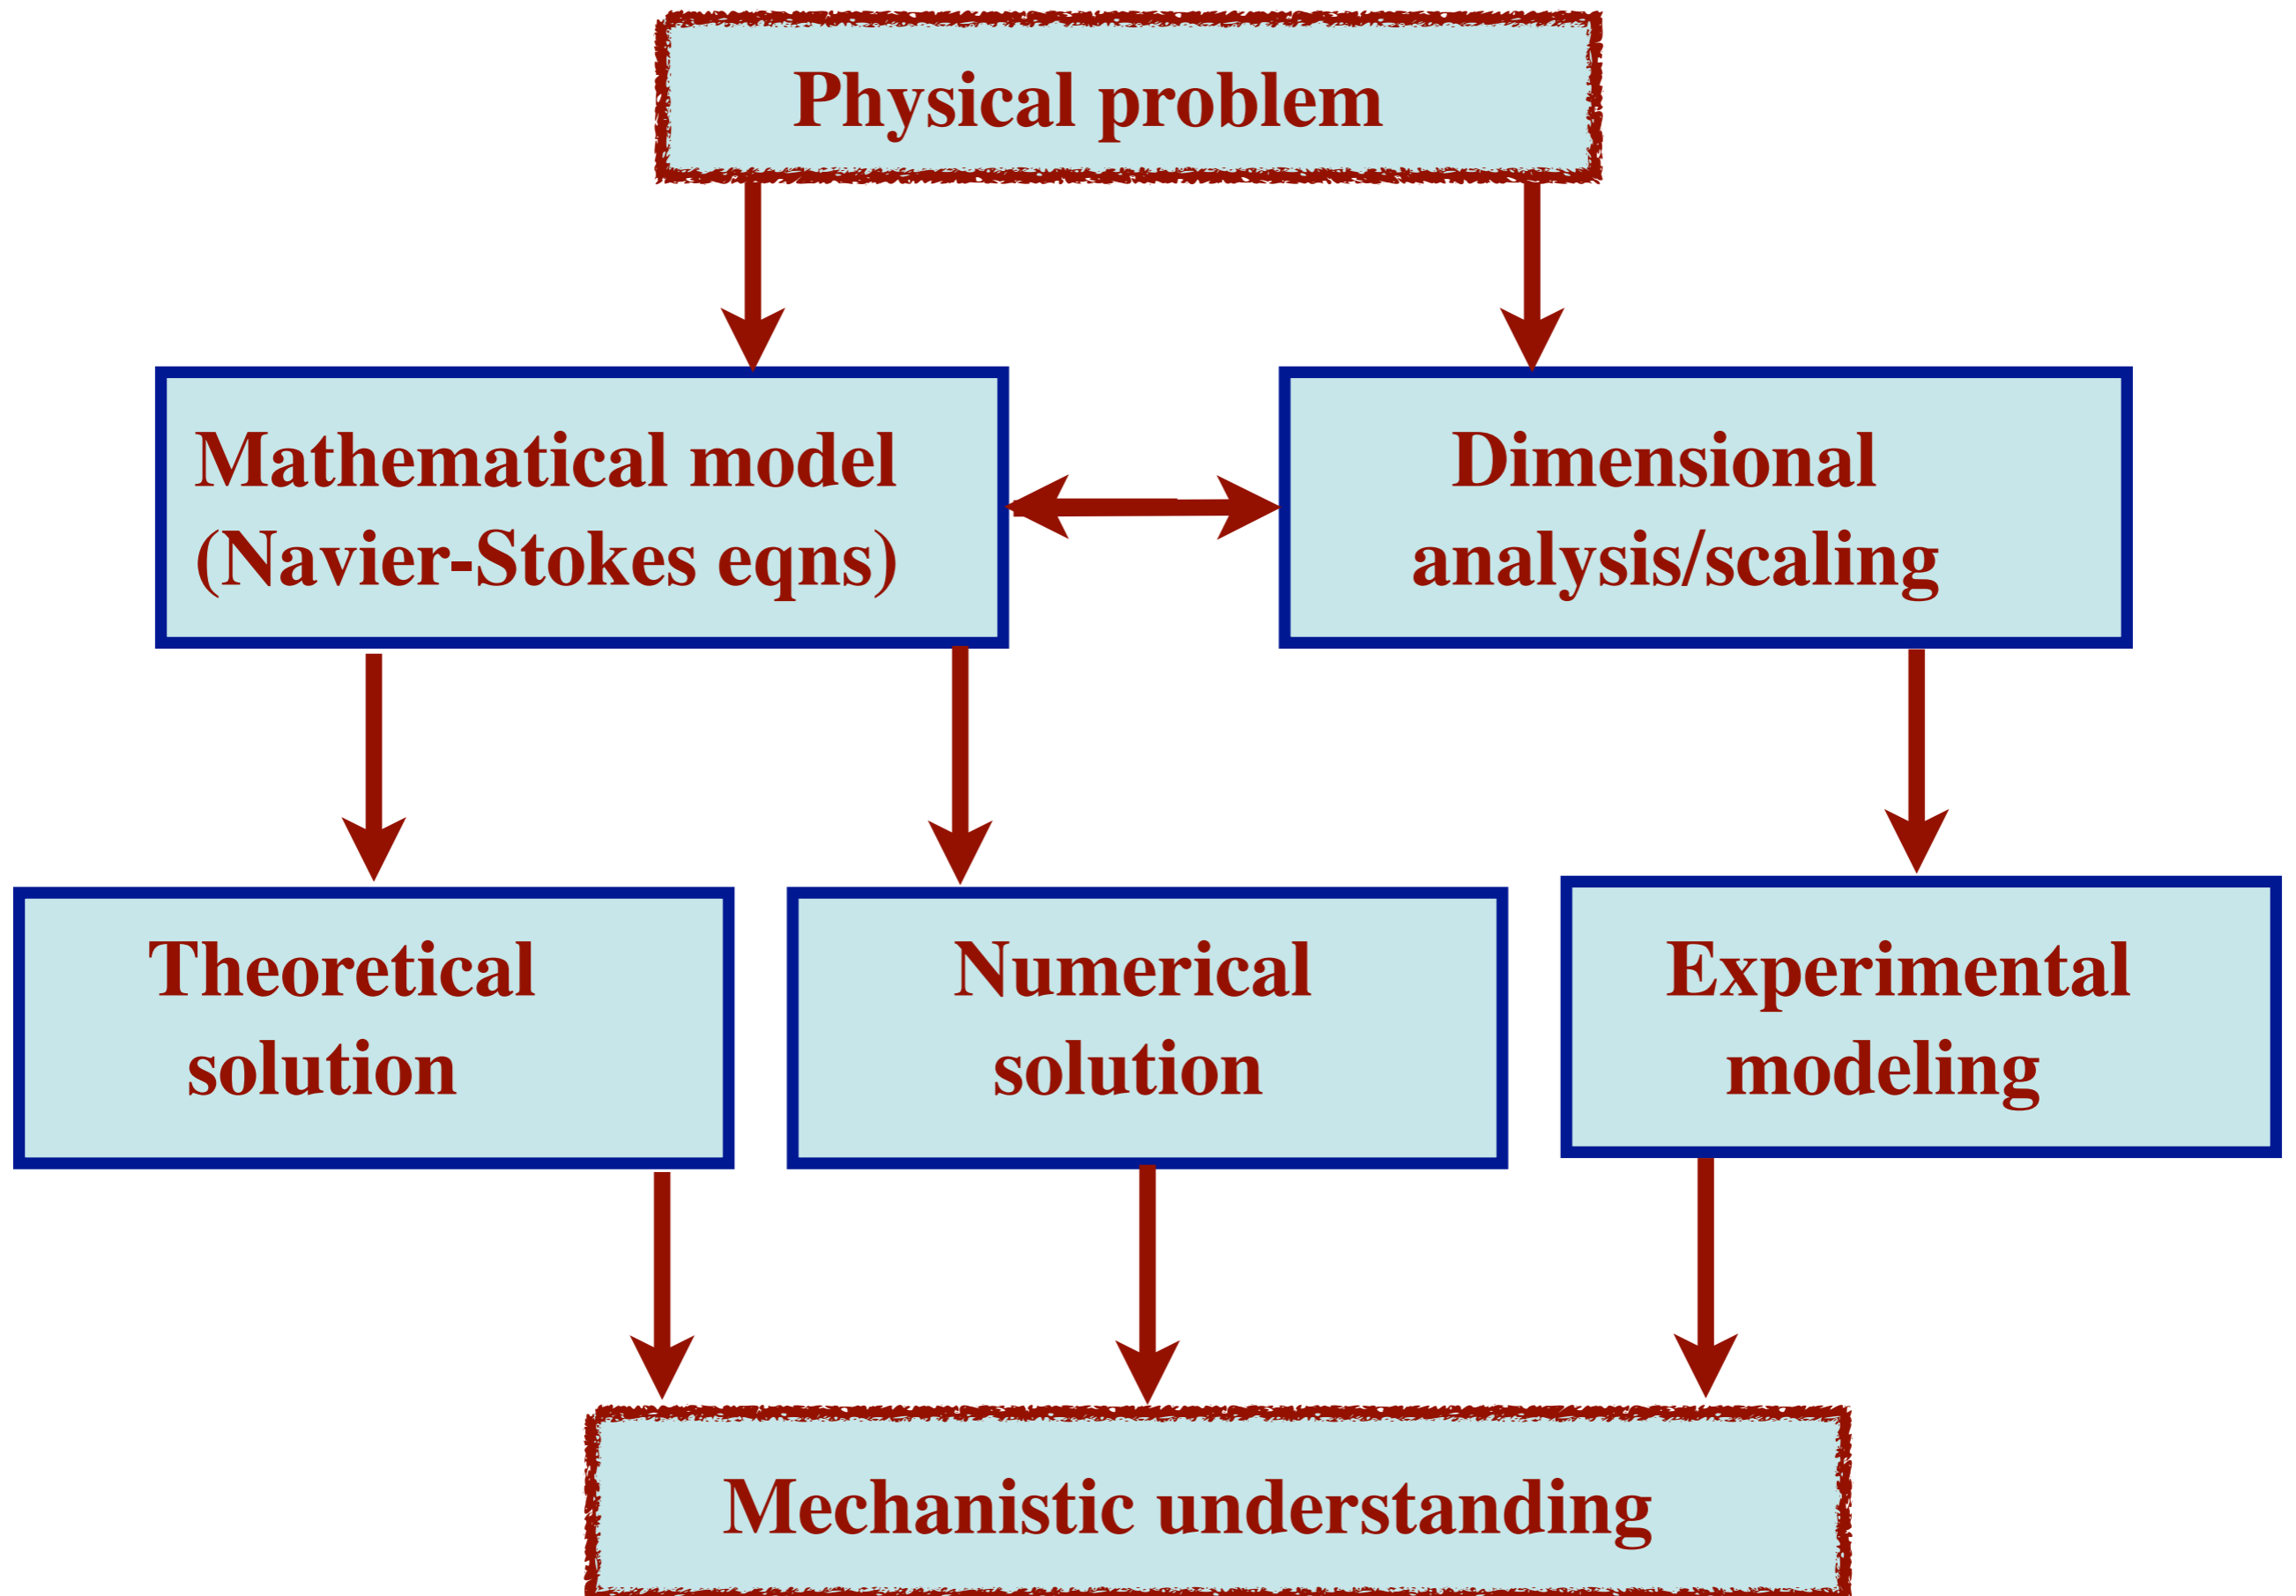 Physical problem
Mathematical model
(Navier-Stokes eqns)
Dimensional
analysis/scaling
Theoretical
solution
Numerical
solution
Experimental
modeling
Mechanistic understanding